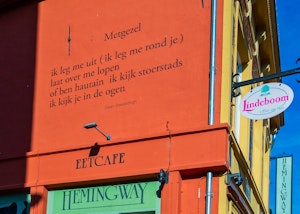 Metgezel
ik leg me uit ( ik leg me rond je )
laat over me lopen
of ben hautain ik kijk stoerstads
ik kijk je in de ogen
EETCAFE
HEMINGWAY
Lindeboom
HEMINGWAY